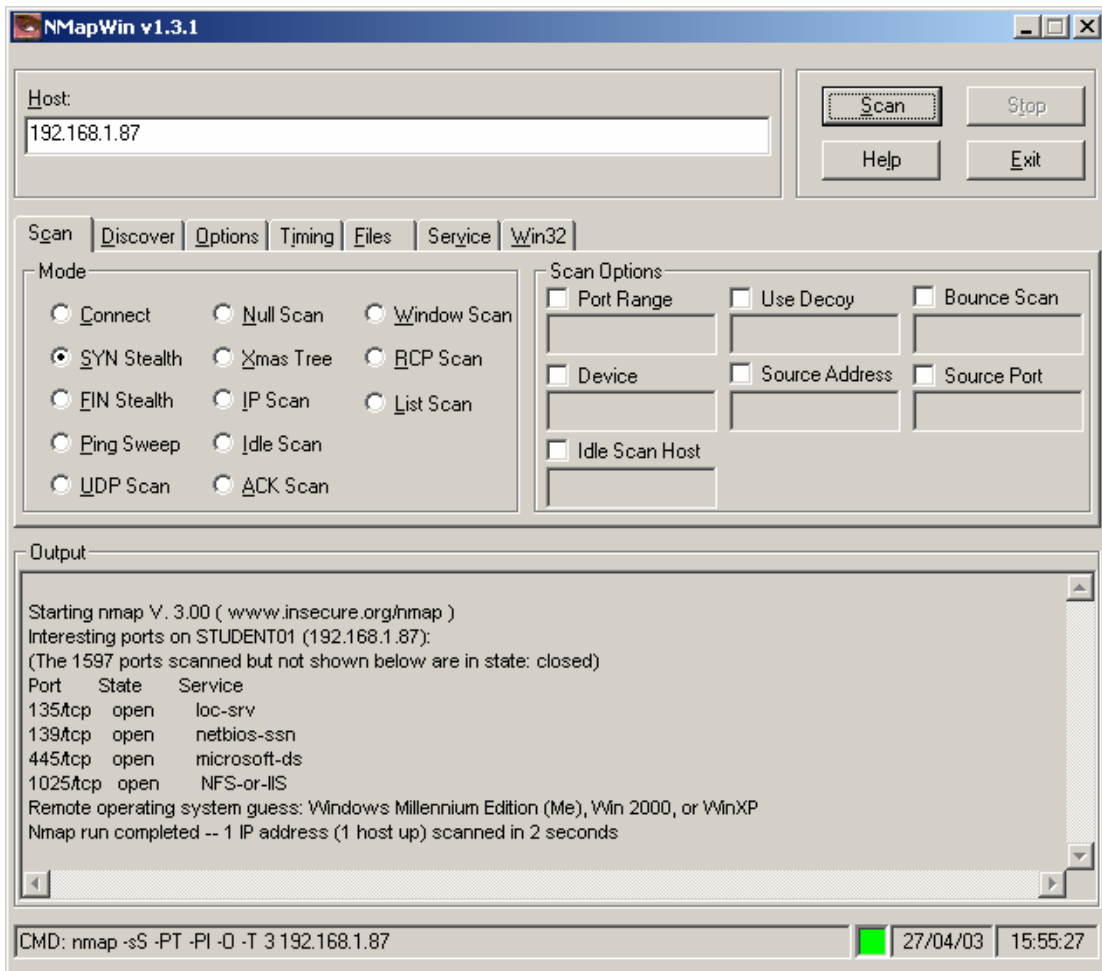 NMapWin v1.3.1
Host:
192.168.1.87
Scan
Stop
Help
Exit
Scan Discover Options Timing Files Service Win32
Mode
Connect
SYN Stealth
FIN Stealth
Ping Sweep
UDP Scan
Null Scan
Xmas Tree
IP Scan
Idle Scan
ACK Scan
Window Scan
RCP Scan
List Scan
Scan Options
Port Range
Use Decoy
Bounce Scan
Device
Source Address
Source Port
Idle Scan Host
Output
Starting nmap V. 3.00 ( www.insecure.org/nmap )
Interesting ports on STUDENT01 (192.168.1.87):
(The 1597 ports scanned but not shown below are in state: closed)
Port State Service
135/tcp open loc-srv
139/tcp open netbios-ssn
445/tcp open microsoft-ds
1025/tcp open NFS-or-IIS
Remote operating system guess: Windows Millennium Edition (Me), Win 2000, or WinXP
Nmap run completed -- 1 IP address (1 host up) scanned in 2 seconds
CMD: nmap -sS -PT -PI -O -T 3 192.168.1.87
27/04/03
15:55:27